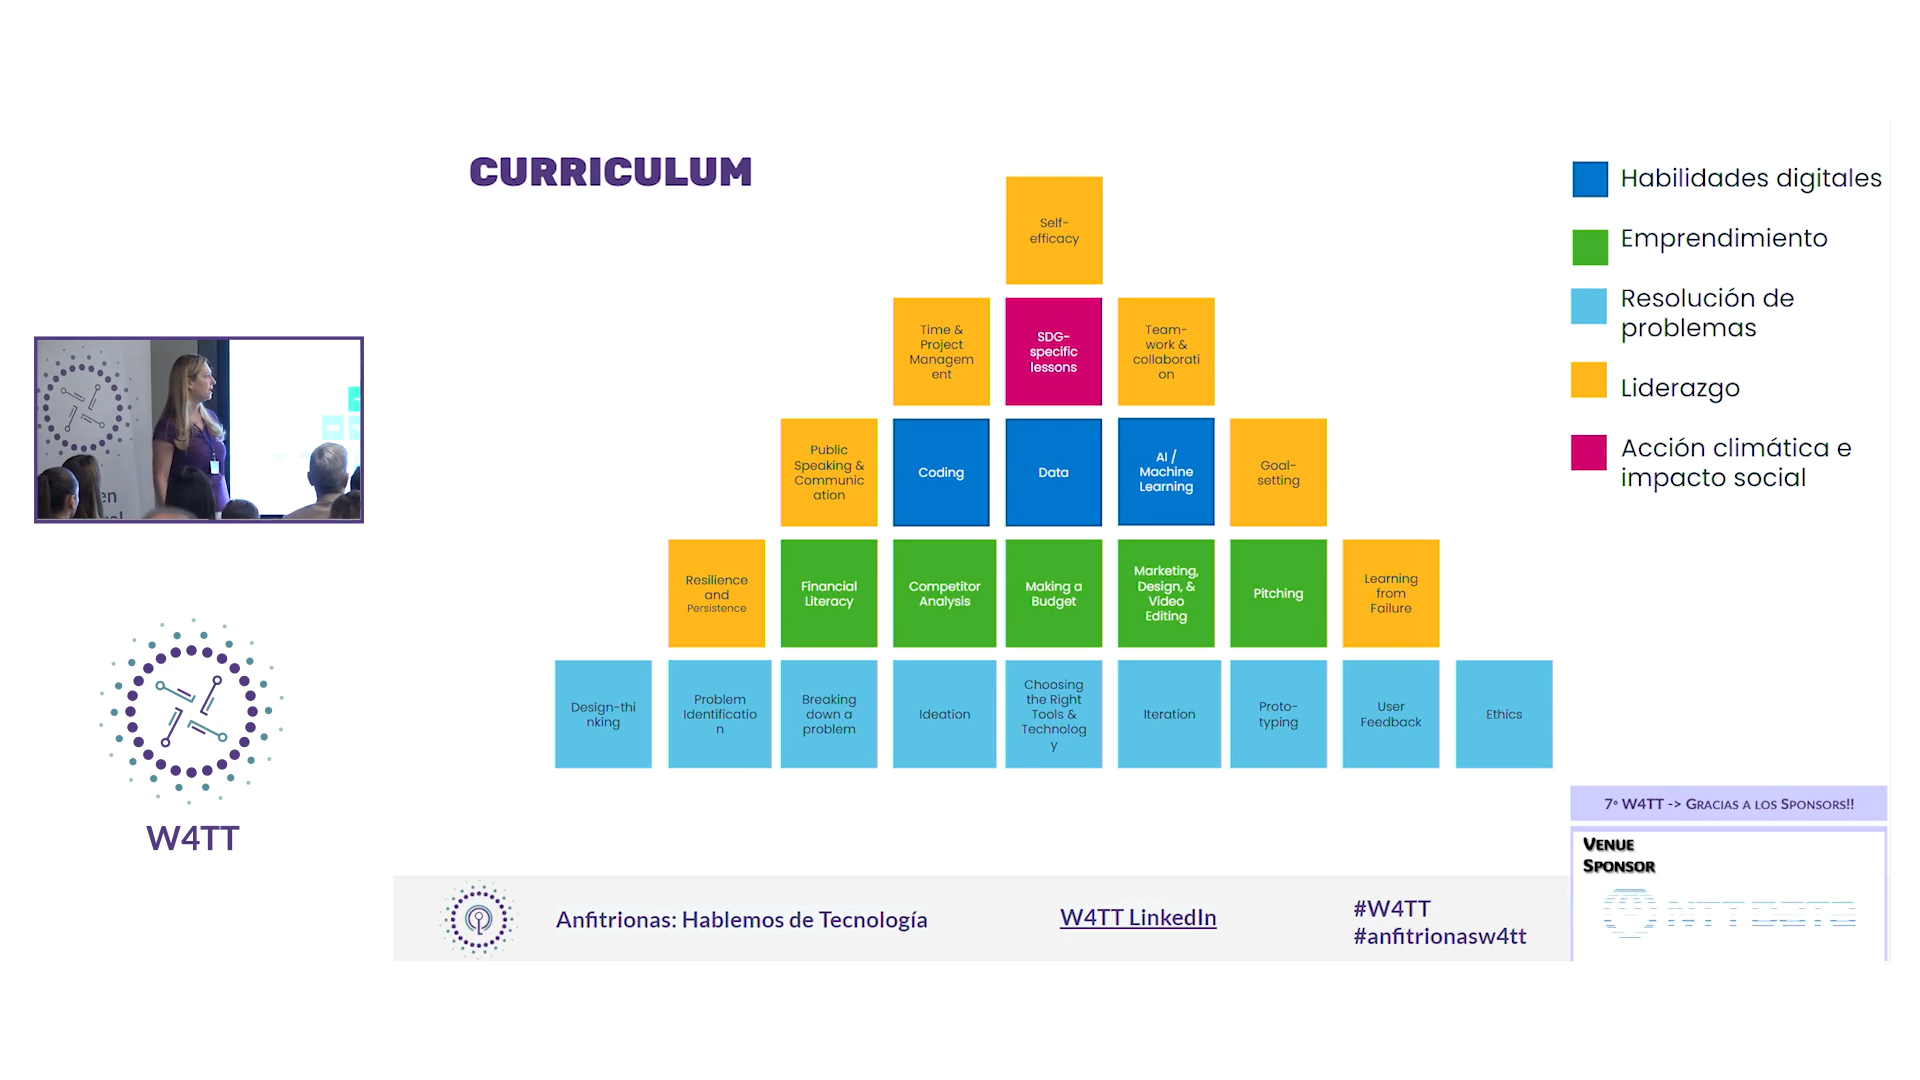 CURRICULUM
Self-
efficacy
Time &
Project
Managem
ent
SDG-
specific
lessons
Team-
work &
collaborati
on
Public
Speaking &
Communic
ation
Coding
Data
AI /
Machine
Learning
Goal-
setting
Resilience
and
Persistence
Financial
Literacy
Competitor
Analysis
Making a
Budget
Marketing,
Design, &
Video
Editing
Pitching
Learning
from
Failure
Design-thi
nking
Problem
Identificatio
n
Breaking
down a
problem
Ideation
Choosing
the Right
Tools &
Technolog
y
Iteration
Proto-
typing
User
Feedback
Ethics
Habilidades digitales
Emprendimiento
Resolución de
problemas
Liderazgo
Acción climática e
impacto social
W4TT
7º W4TT -> Gracias a los Sponsors!!
Venue
Sponsor
NTT DATA
Anfitrionas: Hablemos de Tecnología
W4TT LinkedIn
#W4TT
#anfitrionasw4tt